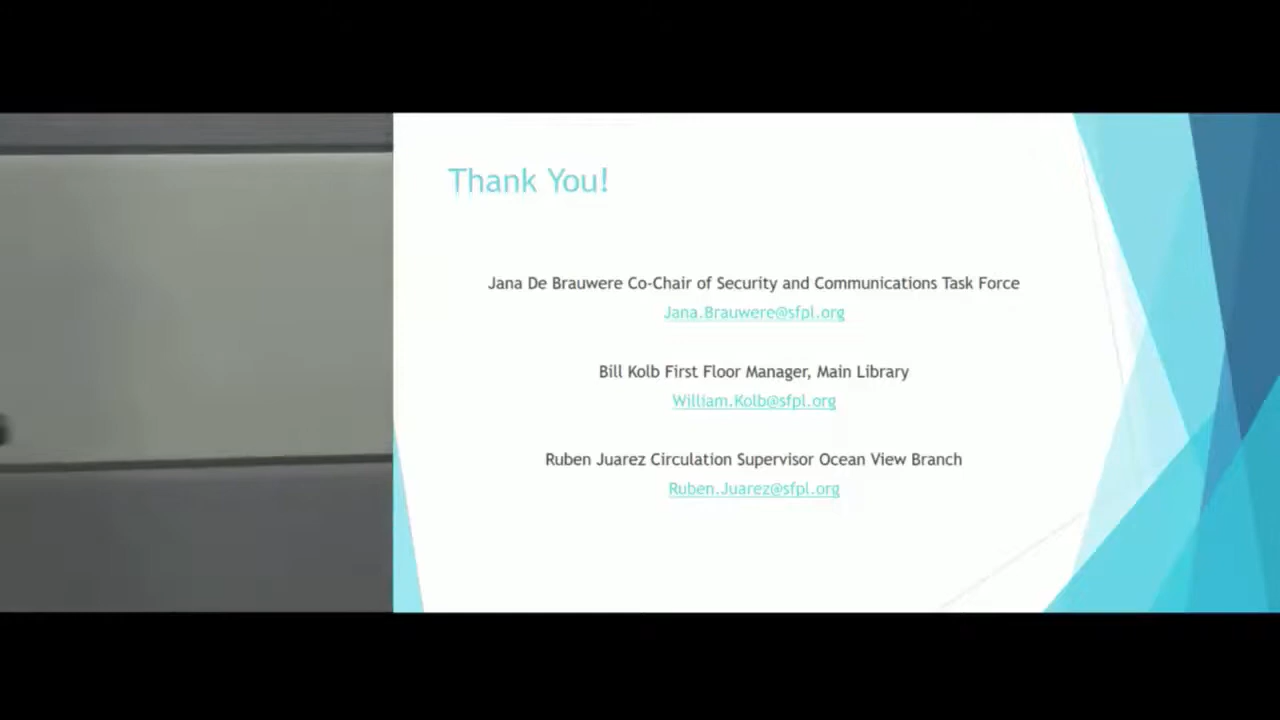 Thank You!
Jana De Brauwere Co-Chair of Security and Communications Task Force
Jana.Brauwere@sfpl.org
Bill Kolb First Floor Manager, Main Library
William.Kolb@sfpl.org
Ruben Juarez Circulation Supervisor Ocean View Branch
Ruben.Juarez@sfpl.org